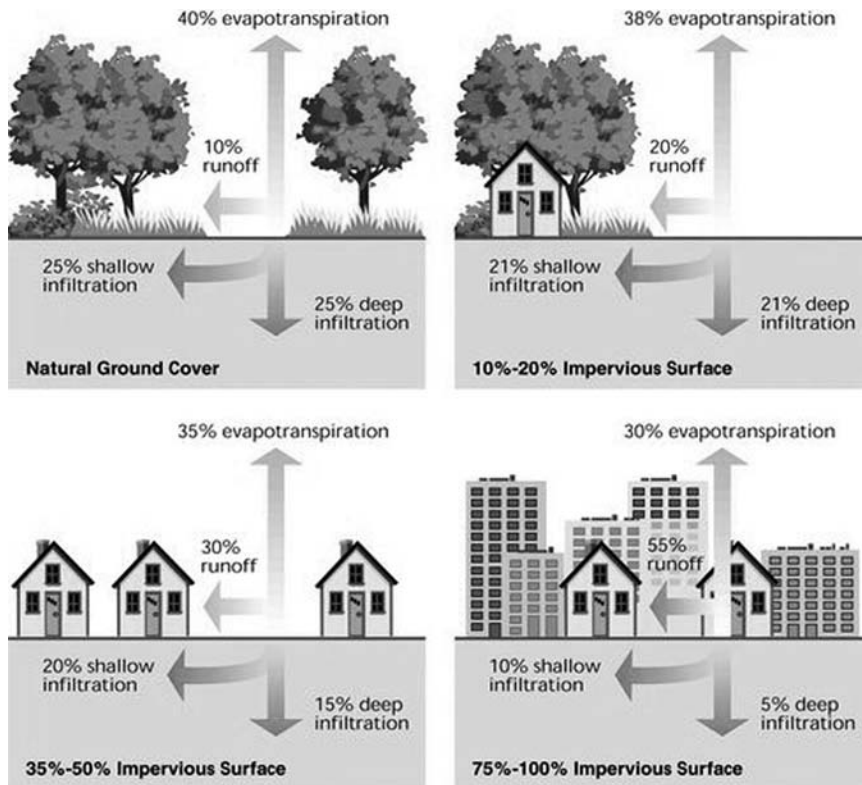 40% evapotranspiration
10%
runoff
25% shallow
infiltration
25% deep
infiltration
Natural Ground Cover
38% evapotranspiration
20%
runoff
21% shallow
infiltration
21% deep
infiltration
10%-20% Impervious Surface
35% evapotranspiration
30%
runoff
20% shallow
infiltration
15% deep
infiltration
35%-50% Impervious Surface
30% evapotranspiration
55%
runoff
10% shallow
infiltration
5% deep
infiltration
75%-100% Impervious Surface